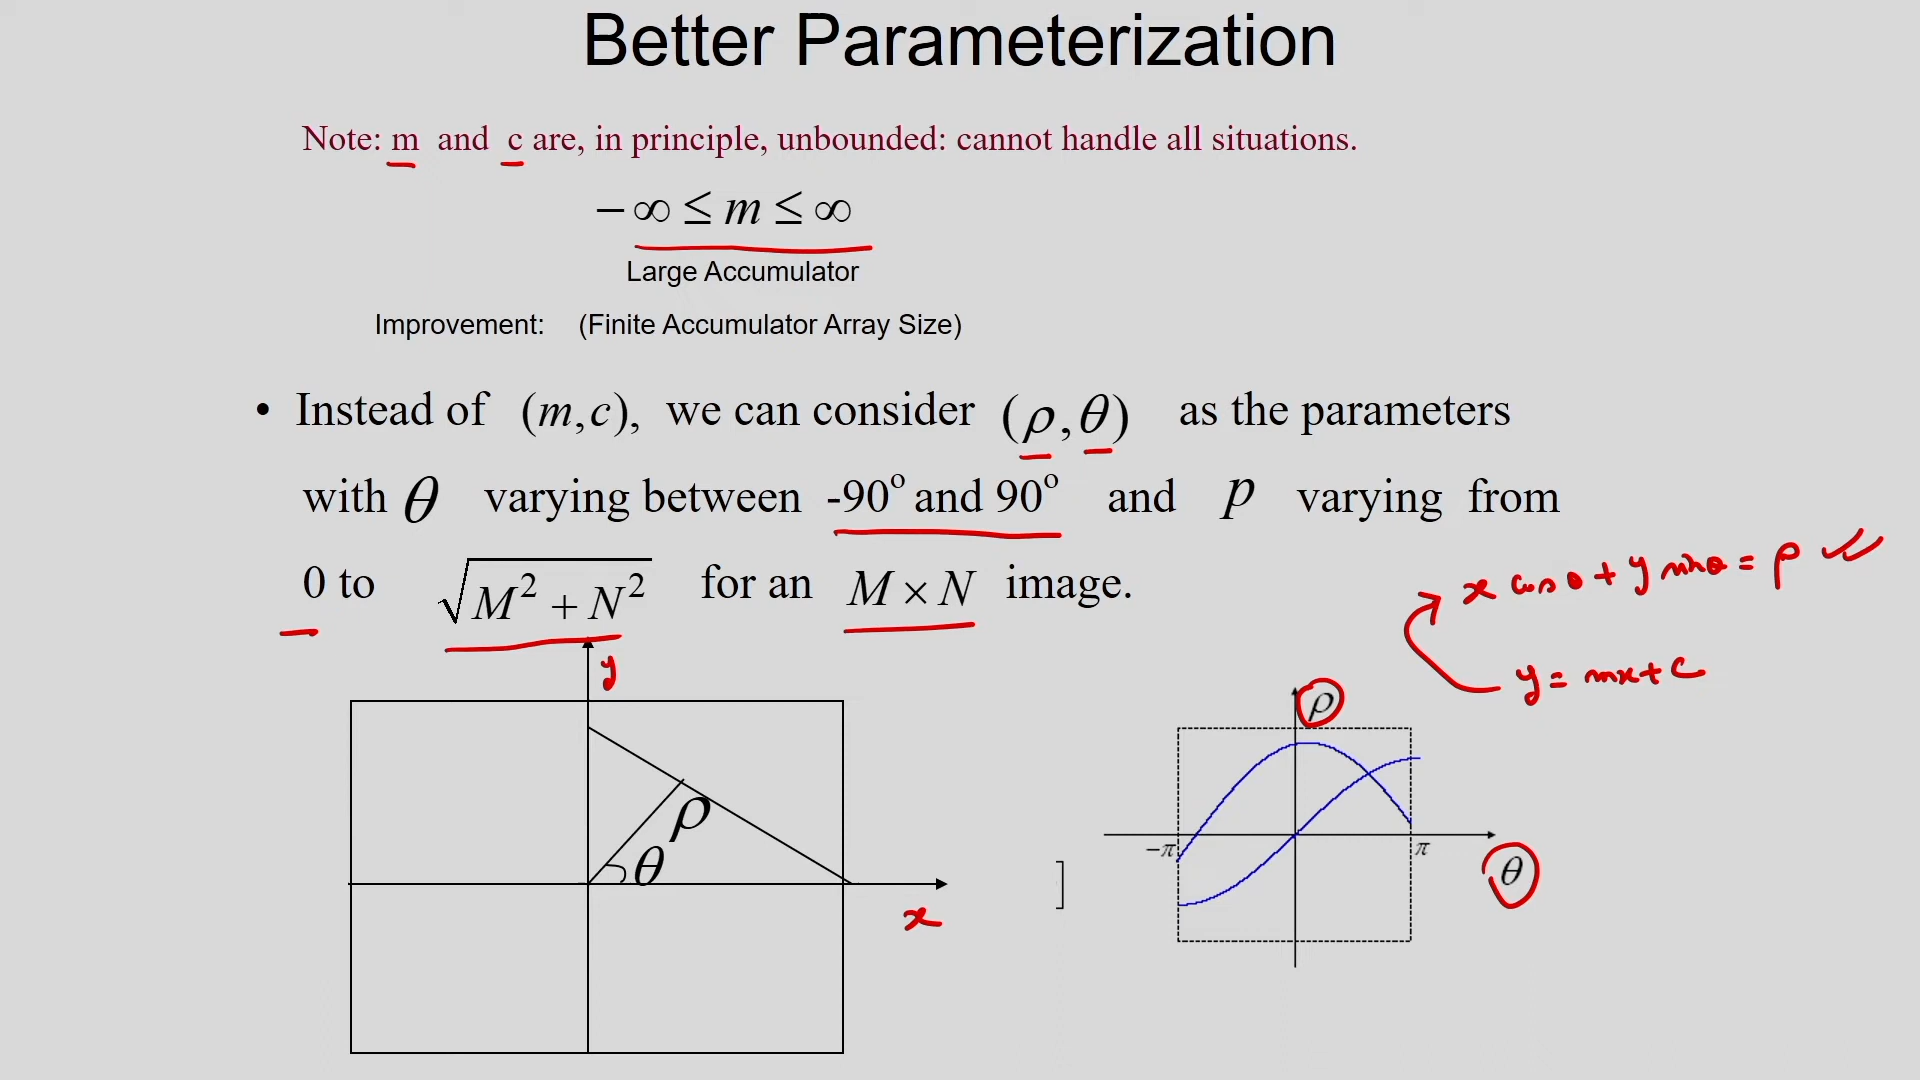 Better Parameterization
Note: m and c are, in principle, unbounded: cannot handle all situations.
− ∞ ≤ m ≤ ∞
Large Accumulator
Improvement: (Finite Accumulator Array Size)
• Instead of (m,c), we can consider (ρ,θ) as the parameters
with θ varying between -90° and 90° and p varying from
0 to √(M² + N²) for an M × N image.
x cos θ + y sin θ = ρ
y = mx + c
y
ρ
θ
x
]
ρ
−π
π
θ